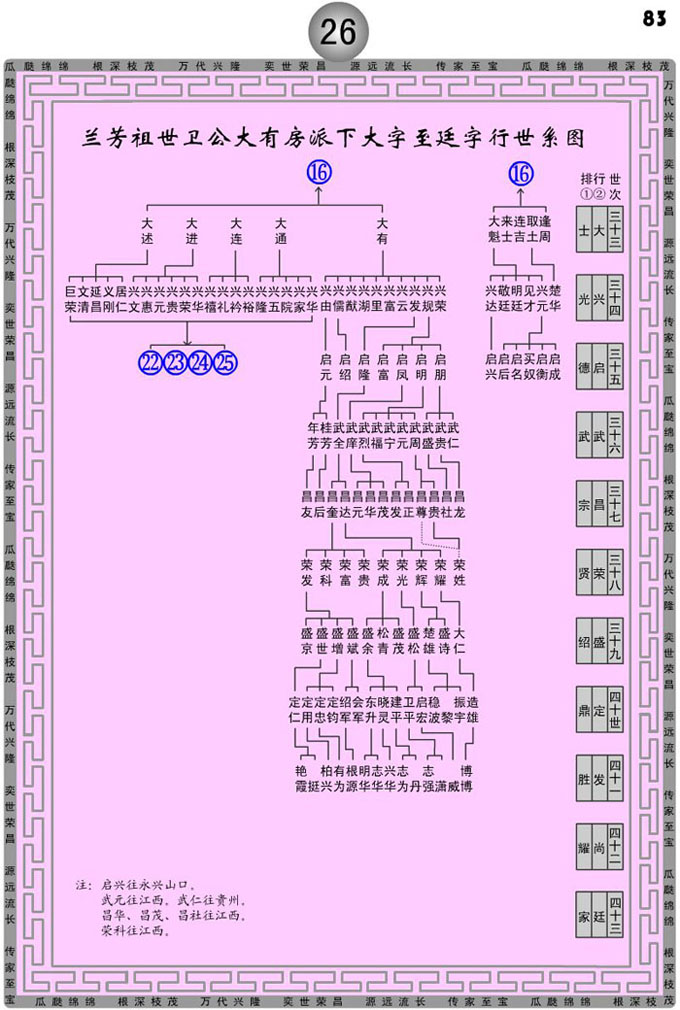 83
26
瓜瓞绵绵 根深枝茂 万代兴隆 奕世荣昌 源远流长 传家至宝 瓜瓞绵绵 根深枝茂
兰芳祖世卫公大有房派下大字至廷字行世系图
⑯ ⑯
排行 世次
① ②
大述 大进 大连 大通 大有
大魁 来士 连吉 取士 逢周
士 大 三十三
巨荣 文清 延昌 义刚 居仁 兴文 兴惠 兴元 兴贵 兴荣 兴华 兴禧 兴礼 兴衿 兴裕 兴隆 兴五 兴院 兴家 兴华 兴由 兴儒 兴猷 兴湖 兴里 兴富 兴云 兴发 兴规 兴荣
兴达 敬廷 明廷 见才 兴元 楚华
光 兴 三十四
㉒ ㉓ ㉔ ㉕
启元 启绍 启隆 启富 启凤 启明 启朋
启兴 启后 启名 买奴 启衡 启成
德 启 三十五
年芳 桂芳 武全 武庠 武烈 武福 武宁 武元 武周 武盛 武贵 武仁
武 武 三十六
昌友 昌后 昌奎 昌达 昌元 昌华 昌茂 昌发 昌正 昌尊 昌贵 昌社 昌龙
宗 昌 三十七
荣发 荣科 荣富 荣贵 荣成 荣光 荣辉 荣耀 荣姓
贤 荣 三十八
盛京 盛世 盛增 盛斌 盛余 松青 盛茂 盛松 楚雄 盛诗 大仁
绍 盛 三十九
定仁 定用 定忠 定钧 绍军 会军 东升 晓灵 建平 卫平 启宏 稳波 黎 振宇 造雄
鼎 定 四十世
艳霞 挺 柏兴 有为 根源 明华 志华 兴华 志为 丹 志强 潇 威 博博
胜 发 四十一
耀 尚 四十二
家 廷 四十三
注：启兴往永兴山口。
武元往江西。武仁往贵州。
昌华、昌茂、昌社往江西。
荣科往江西。
瓜瓞绵绵 根深枝茂 万代兴隆 奕世荣昌 源远流长 传家至宝 瓜瓞绵绵 根深枝茂 万代兴隆 奕世荣昌 源远流长 传家至宝
万代兴隆 奕世荣昌 源远流长 传家至宝 瓜瓞绵绵 根深枝茂 万代兴隆 奕世荣昌 源远流长 传家至宝 瓜瓞绵绵 根深枝茂
瓜瓞绵绵 根深枝茂 万代兴隆 奕世荣昌 源远流长 传家至宝 瓜瓞绵绵 根深枝茂